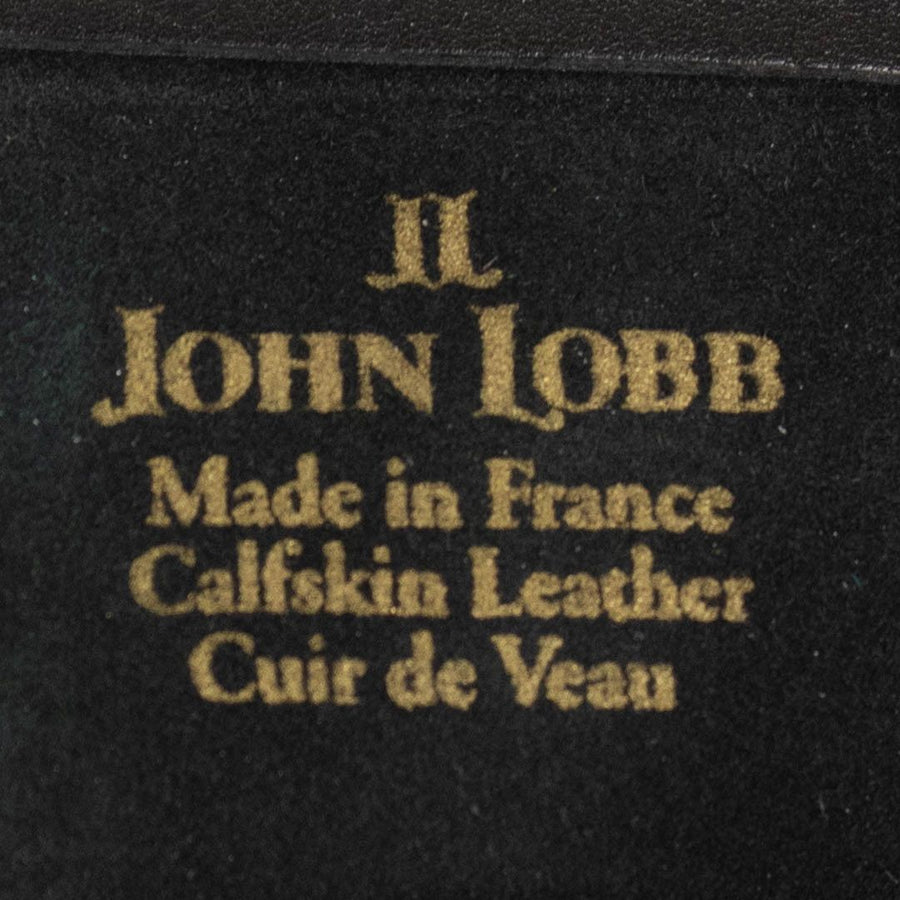 JL
JOHN LOBB
Made in France
Calfskin Leather
Cuir de Veau